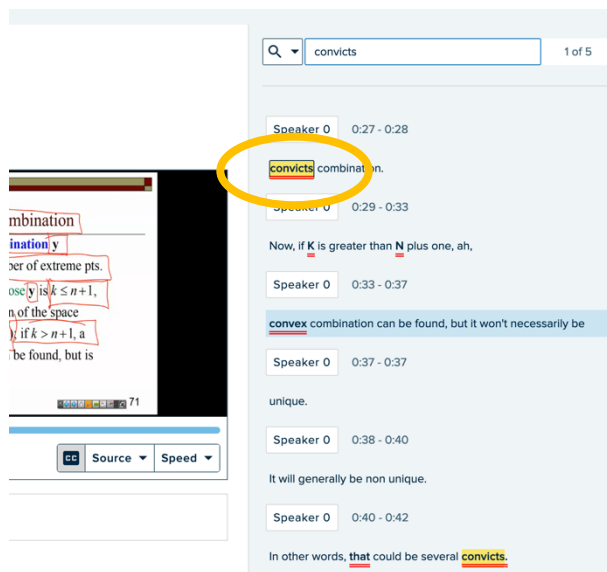 convicts
1 of 5
Speaker 0 0:27 - 0:28
convicts combination.
Speaker 0 0:29 - 0:33
Now, if K is greater than N plus one, ah,
Speaker 0 0:33 - 0:37
convex combination can be found, but it won't necessarily be
Speaker 0 0:37 - 0:37
unique.
Speaker 0 0:38 - 0:40
It will generally be non unique.
Speaker 0 0:40 - 0:42
In other words, that could be several convicts.
mbination
ination y
ber of extreme pts.
ose y is k ≤ n+1,
n of the space
), if k > n+1, a
be found, but is
71
CC Source Speed